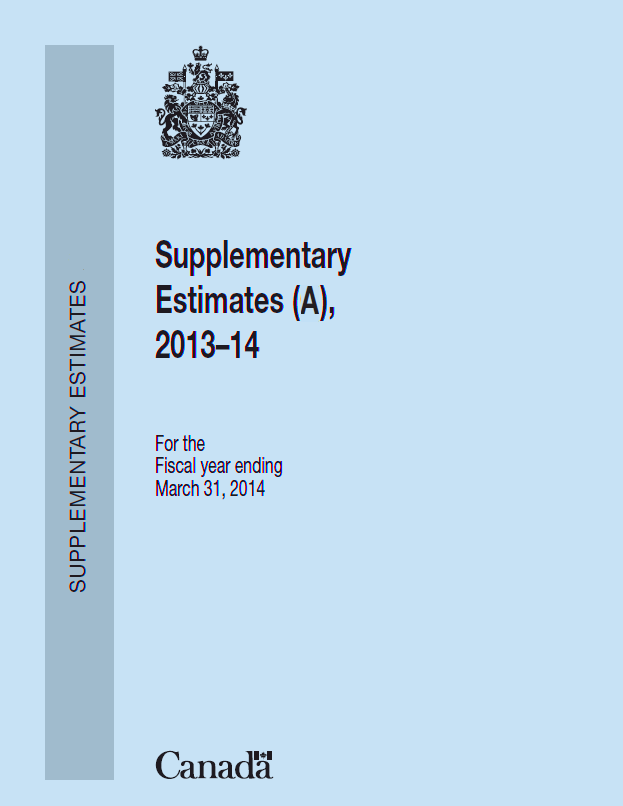 SUPPLEMENTARY ESTIMATES
Supplementary
Estimates (A),
2013–14
For the
Fiscal year ending
March 31, 2014
Canada